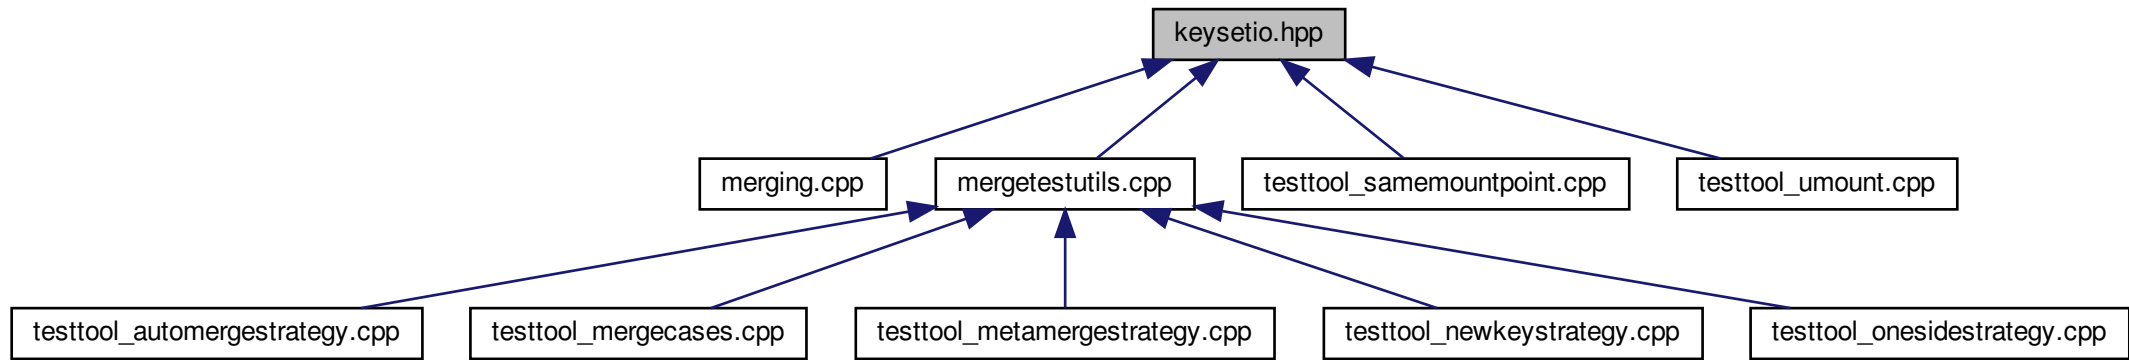 keysetio.hpp
merging.cpp
mergetestutils.cpp
testtool_samemountpoint.cpp
testtool_umount.cpp
testtool_automergestrategy.cpp
testtool_mergecases.cpp
testtool_metamergestrategy.cpp
testtool_newkeystrategy.cpp
testtool_onesidestrategy.cpp